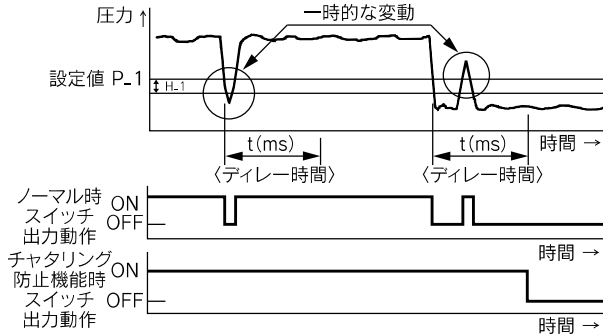 圧力 ↑
一時的な変動
設定値 P_1
H_1
t(ms)
t(ms)
時間 →
〈ディレー時間〉
〈ディレー時間〉
ノーマル時
スイッチ
出力動作
ON
OFF
時間 →
チャタリング
防止機能時
スイッチ
出力動作
ON
OFF
時間 →